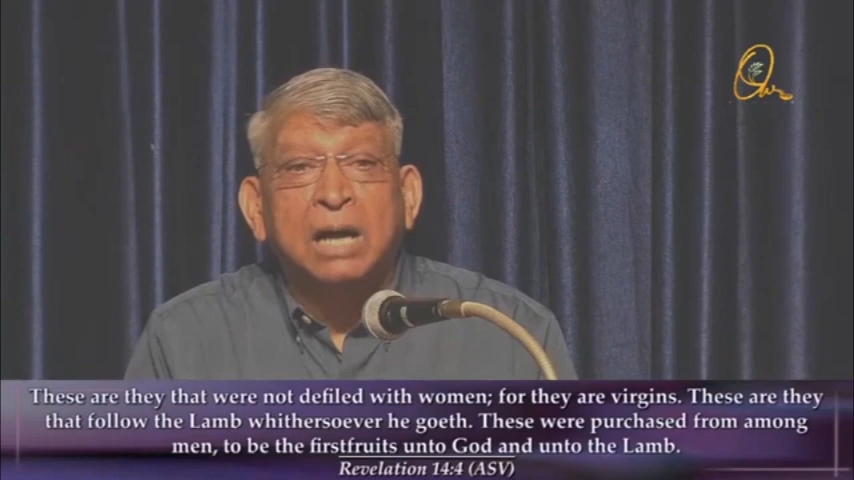 These are they that were not defiled with women; for they are virgins. These are they
that follow the Lamb whithersoever he goeth. These were purchased from among
men, to be the firstfruits unto God and unto the Lamb.
Revelation 14:4 (ASV)